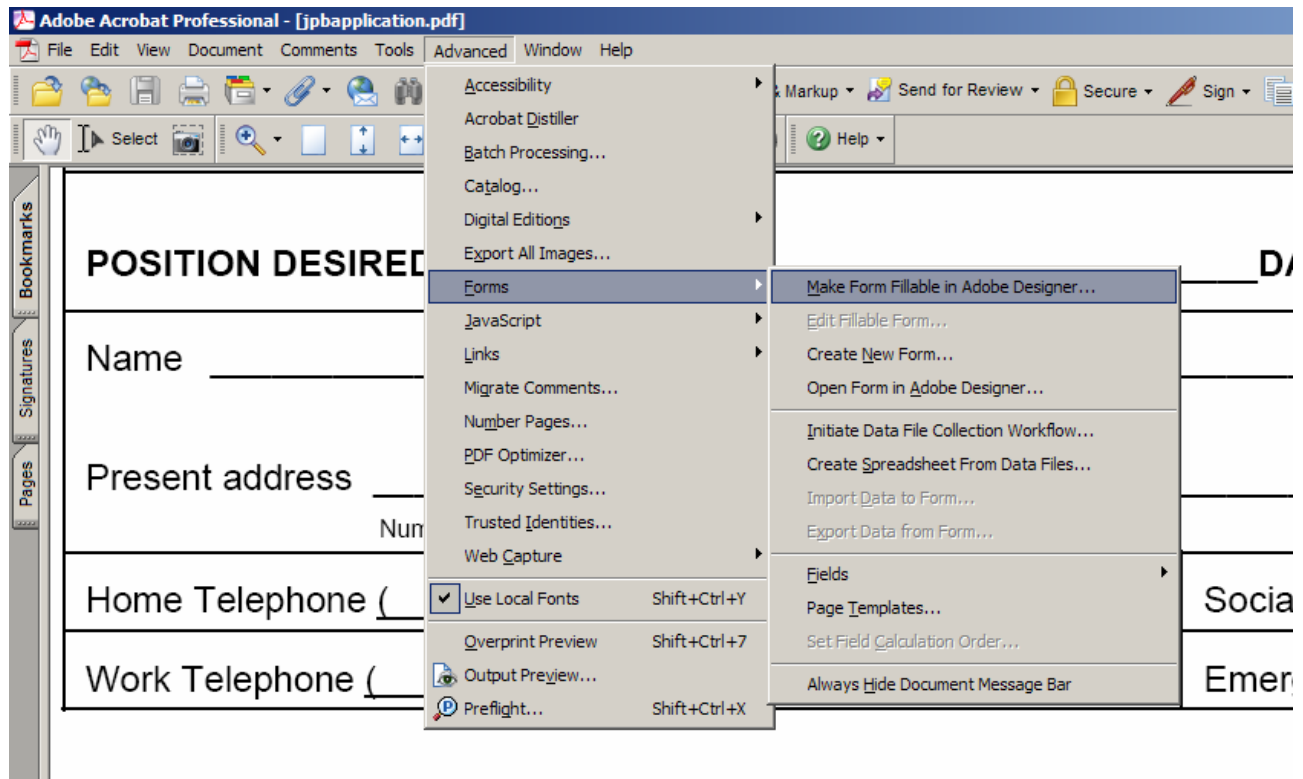 Adobe Acrobat Professional - [jpbapplication.pdf]
File Edit View Document Comments Tools Advanced Window Help
Markup Send for Review Secure Sign
Select Help
Bookmarks
Signatures
Pages
Accessibility
Acrobat Distiller
Batch Processing...
Catalog...
Digital Editions
Export All Images...
Forms
JavaScript
Links
Migrate Comments...
Number Pages...
PDF Optimizer...
Security Settings...
Trusted Identities...
Web Capture
Use Local Fonts Shift+Ctrl+Y
Overprint Preview Shift+Ctrl+7
Output Preview...
Preflight... Shift+Ctrl+X
Make Form Fillable in Adobe Designer...
Edit Fillable Form...
Create New Form...
Open Form in Adobe Designer...
Initiate Data File Collection Workflow...
Create Spreadsheet From Data Files...
Import Data to Form...
Export Data from Form...
Fields
Page Templates...
Set Field Calculation Order...
Always Hide Document Message Bar
POSITION DESIRED
Name
Present address
Num
Home Telephone ( Socia
Work Telephone ( Emer